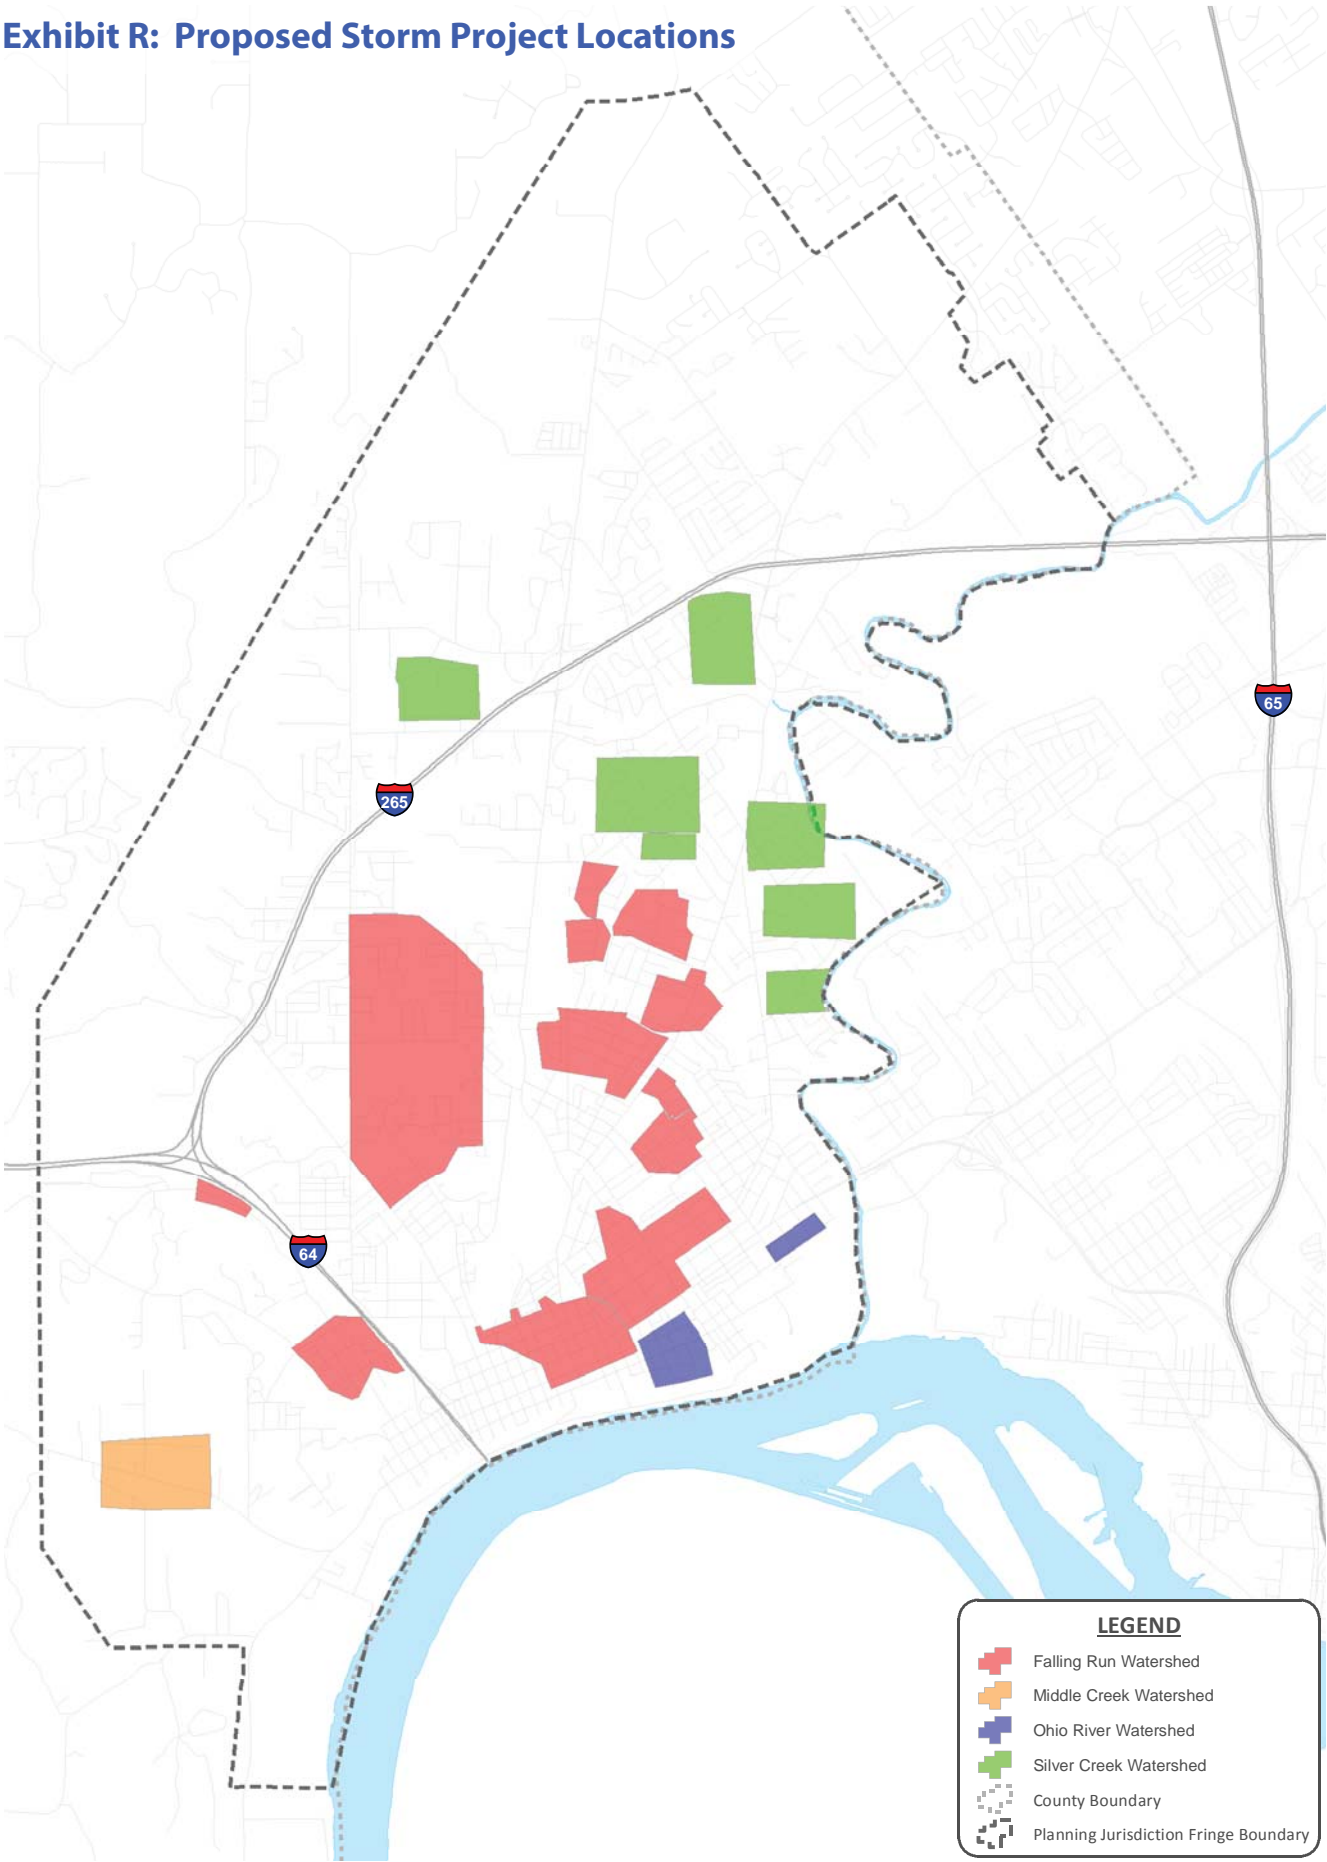 Exhibit R: Proposed Storm Project Locations
65
265
64
LEGEND
Falling Run Watershed
Middle Creek Watershed
Ohio River Watershed
Silver Creek Watershed
County Boundary
Planning Jurisdiction Fringe Boundary